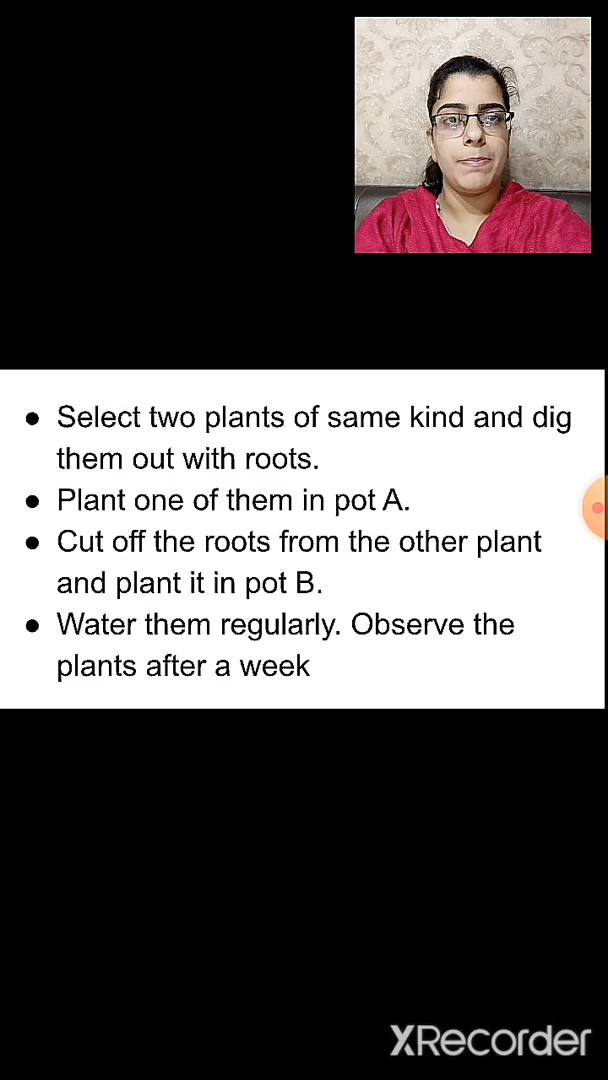 ● Select two plants of same kind and dig
them out with roots.
● Plant one of them in pot A.
● Cut off the roots from the other plant
and plant it in pot B.
● Water them regularly. Observe the
plants after a week
XRecorder